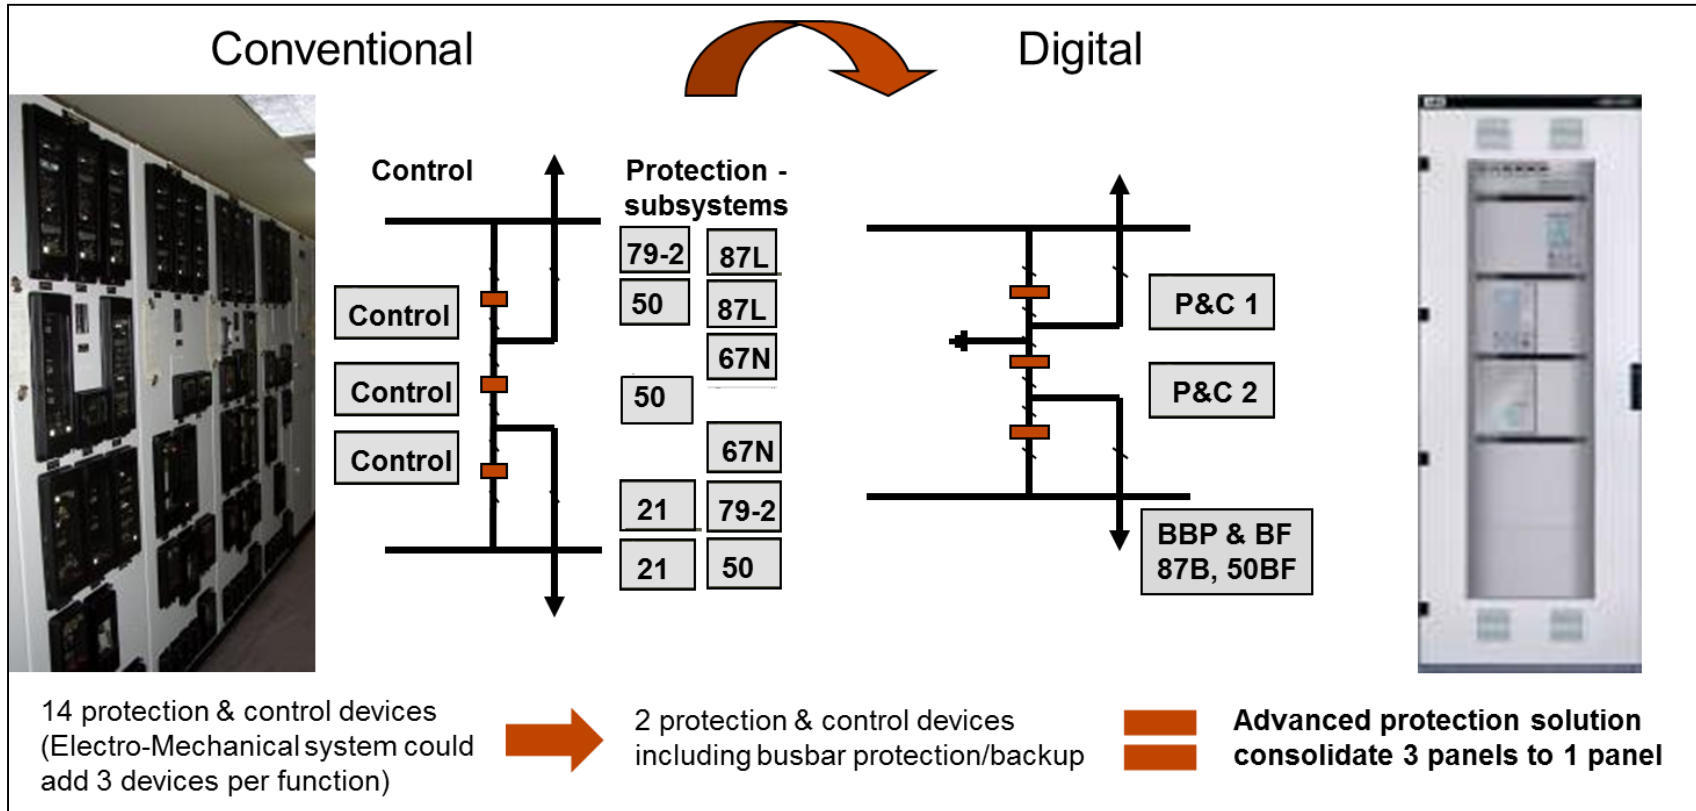 Conventional
Digital
Control
Protection -
subsystems
79-2
87L
50
87L
67N
50
67N
21
79-2
21
50
Control
Control
Control
P&C 1
P&C 2
BBP & BF
87B, 50BF
14 protection & control devices
(Electro-Mechanical system could
add 3 devices per function)
2 protection & control devices
including busbar protection/backup
Advanced protection solution
consolidate 3 panels to 1 panel